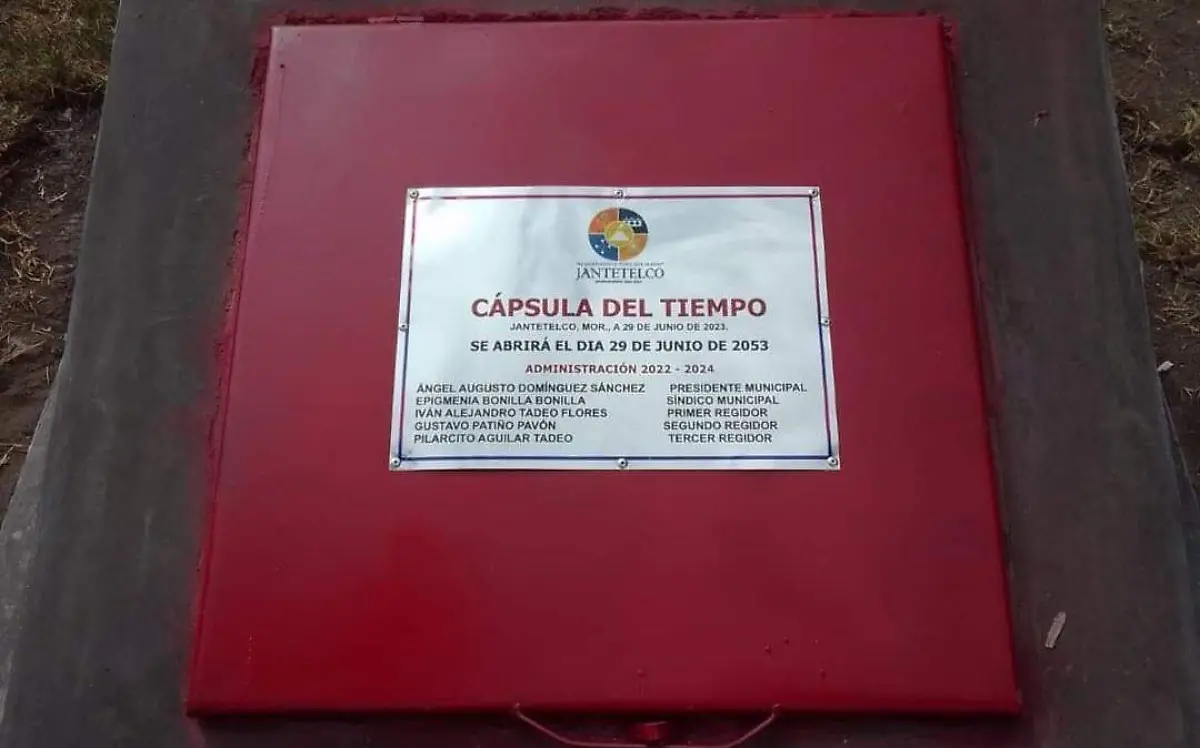 JANTETELCO
CÁPSULA DEL TIEMPO
JANTETELCO, MOR., A 29 DE JUNIO DE 2023.
SE ABRIRÁ EL DIA 29 DE JUNIO DE 2053
ADMINISTRACIÓN 2022 - 2024
ÁNGEL AUGUSTO DOMÍNGUEZ SÁNCHEZ PRESIDENTE MUNICIPAL
EPIGMENIA BONILLA BONILLA SÍNDICO MUNICIPAL
IVÁN ALEJANDRO TADEO FLORES PRIMER REGIDOR
GUSTAVO PATIÑO PAVÓN SEGUNDO REGIDOR
PILARCITO AGUILAR TADEO TERCER REGIDOR